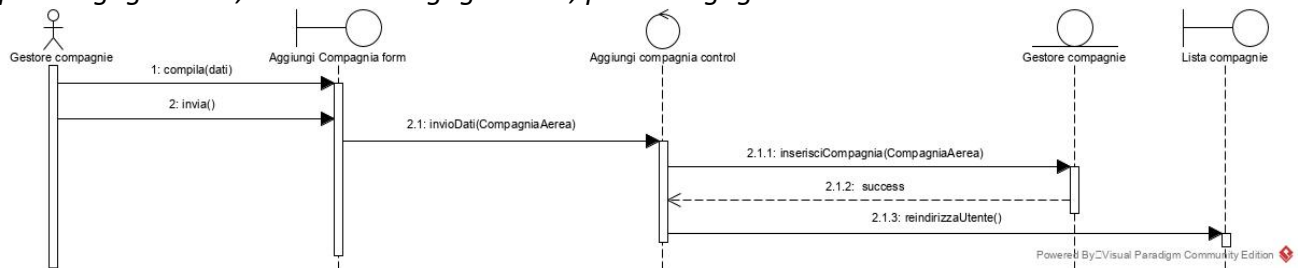 Gestore compagnie
Aggiungi Compagnia form
Aggiungi compagnia control
Gestore compagnie
Lista compagnie
1: compila(dati)
2: invia()
2.1: invioDati(CompagniaAerea)
2.1.1: inserisciCompagnia(CompagniaAerea)
2.1.2: success
2.1.3: reindirizzaUtente()
Powered By Visual Paradigm Community Edition